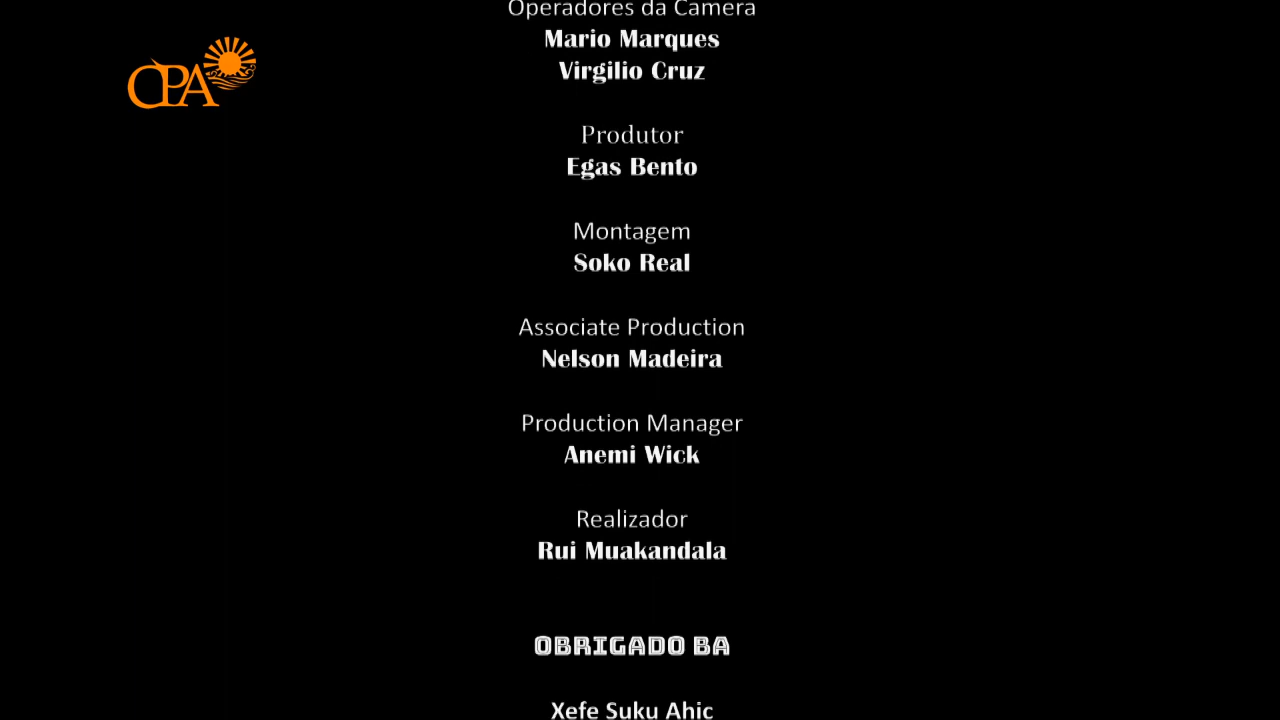 Operadores da Camera
CPA
Mario Marques
Virgilio Cruz
Produtor
Egas Bento
Montagem
Soko Real
Associate Production
Nelson Madeira
Production Manager
Anemi Wick
Realizador
Rui Muakandala
OBRIGADO BA
Xefe Suku Ahic